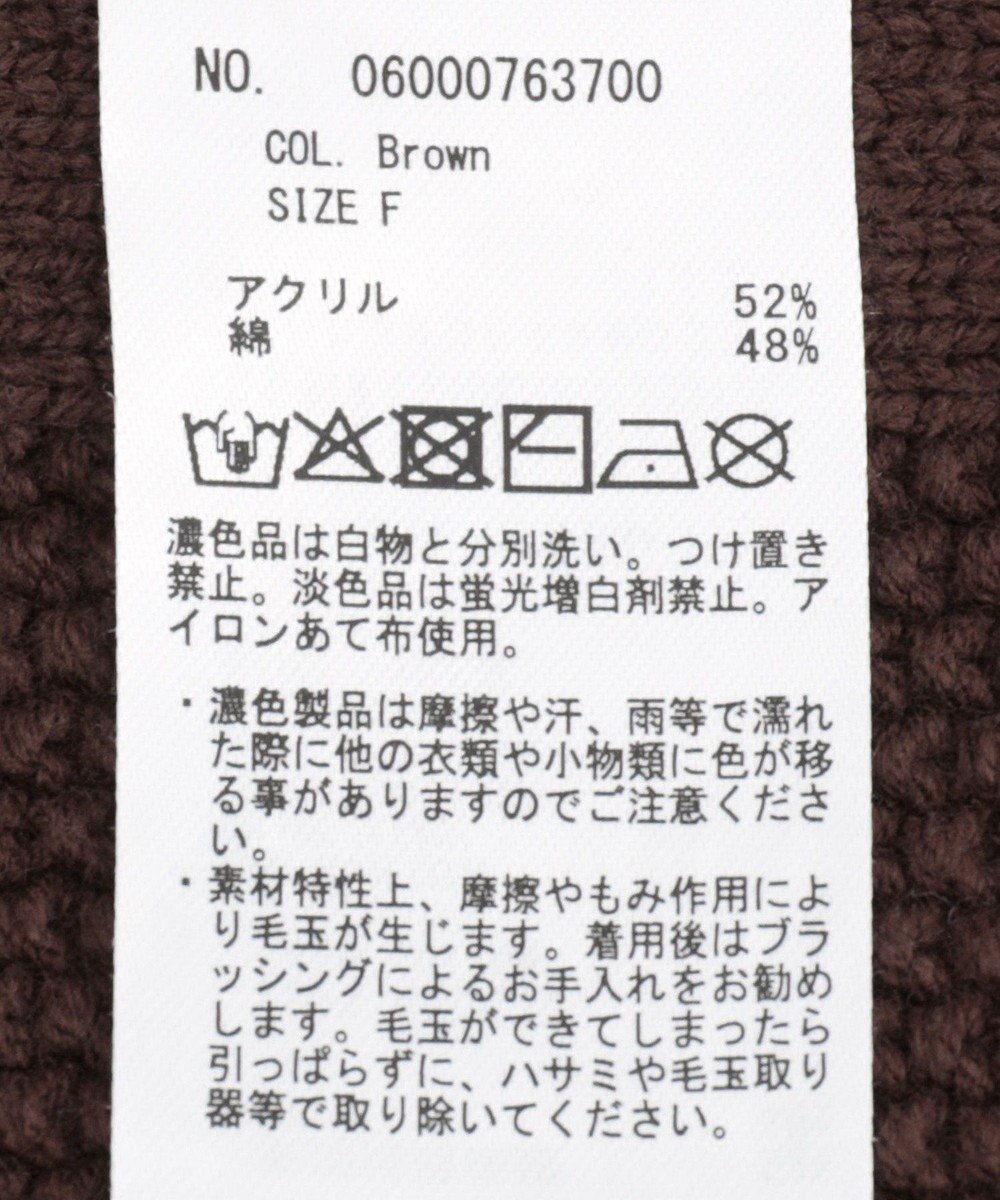 NO. 06000763700
COL. Brown
SIZE F
アクリル 52%
綿 48%
濃色品は白物と分別洗い。つけ置き
禁止。淡色品は蛍光増白剤禁止。ア
イロンあて布使用。
・濃色製品は摩擦や汗、雨等で濡れ
た際に他の衣類や小物類に色が移
る事がありますのでご注意くださ
い。
・素材特性上、摩擦やもみ作用によ
り毛玉が生じます。着用後はブラ
ッシングによるお手入れをお勧め
します。毛玉ができてしまったら
引っぱらずに、ハサミや毛玉取り
器等で取り除いてください。